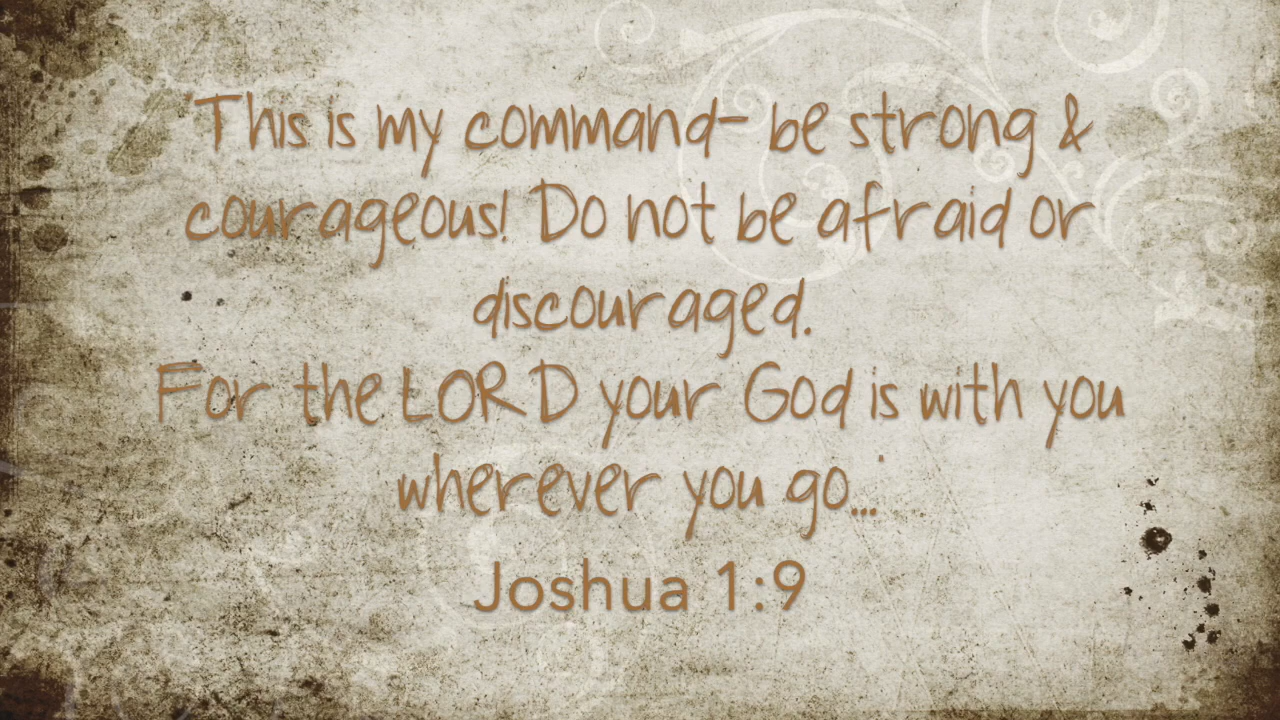 This is my command- be strong &
courageous! Do not be afraid or
discouraged.
For the LORD your God is with you
wherever you go...'
Joshua 1:9